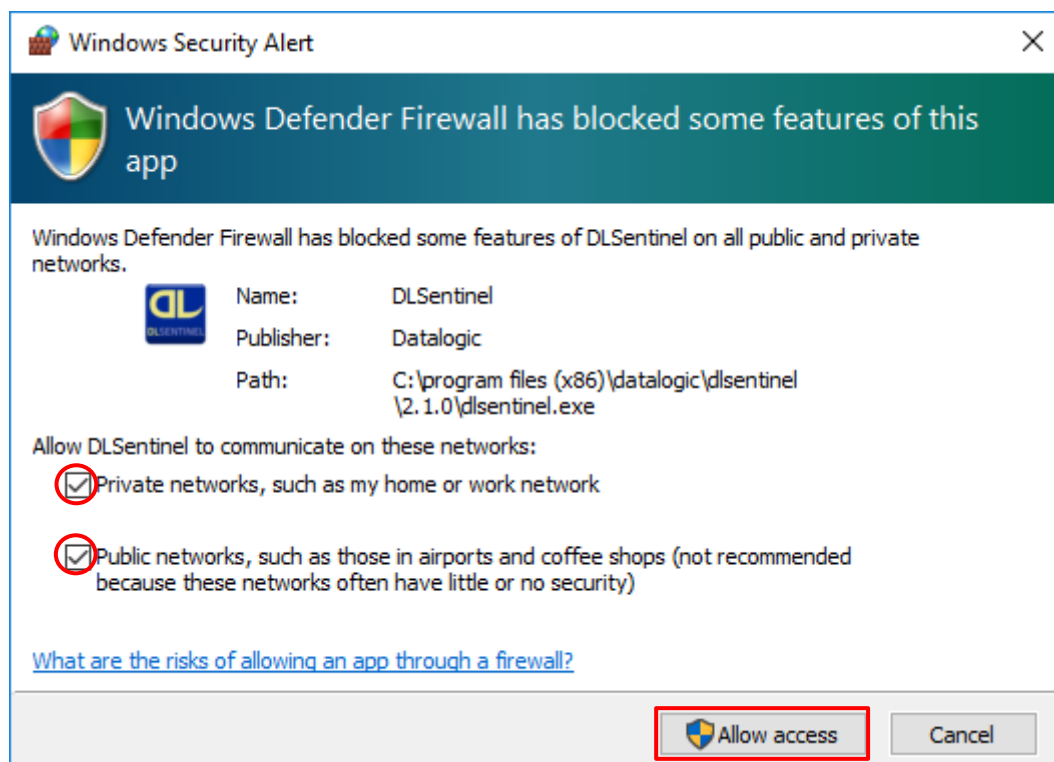 Windows Security Alert
Windows Defender Firewall has blocked some features of this
app
Windows Defender Firewall has blocked some features of DLSentinel on all public and private
networks.
DL
DLSENTINEL
Name: DLSentinel
Publisher: Datalogic
Path: C:\program files (x86)\datalogic\dlsentinel
\2.1.0\dlsentinel.exe
Allow DLSentinel to communicate on these networks:
Private networks, such as my home or work network
Public networks, such as those in airports and coffee shops (not recommended
because these networks often have little or no security)
What are the risks of allowing an app through a firewall?
Allow access
Cancel